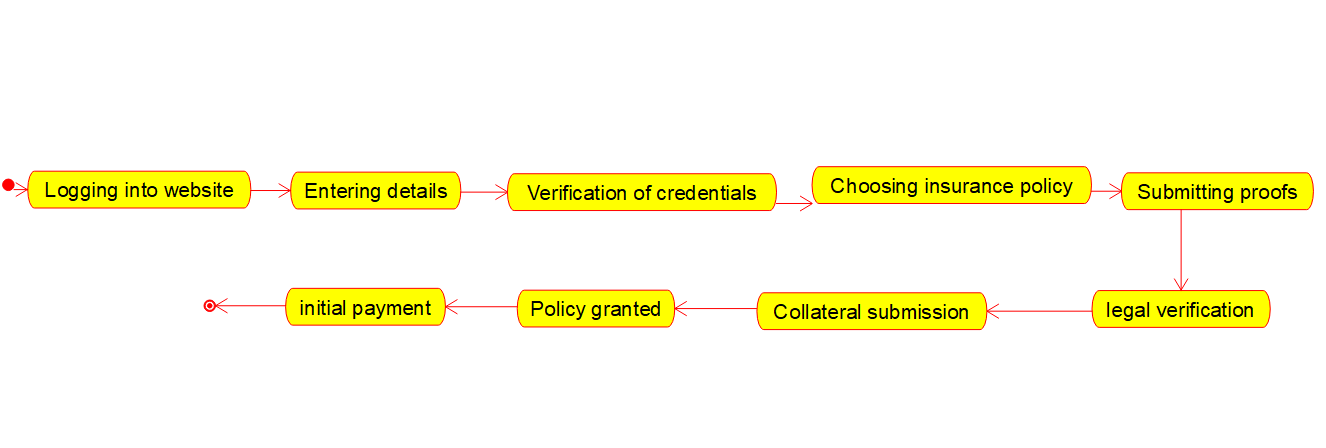 Logging into website
Entering details
Verification of credentials
Choosing insurance policy
Submitting proofs
legal verification
Collateral submission
Policy granted
initial payment